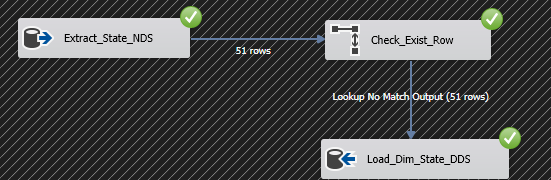 Extract_State_NDS
51 rows
Check_Exist_Row
Lookup No Match Output (51 rows)
Load_Dim_State_DDS